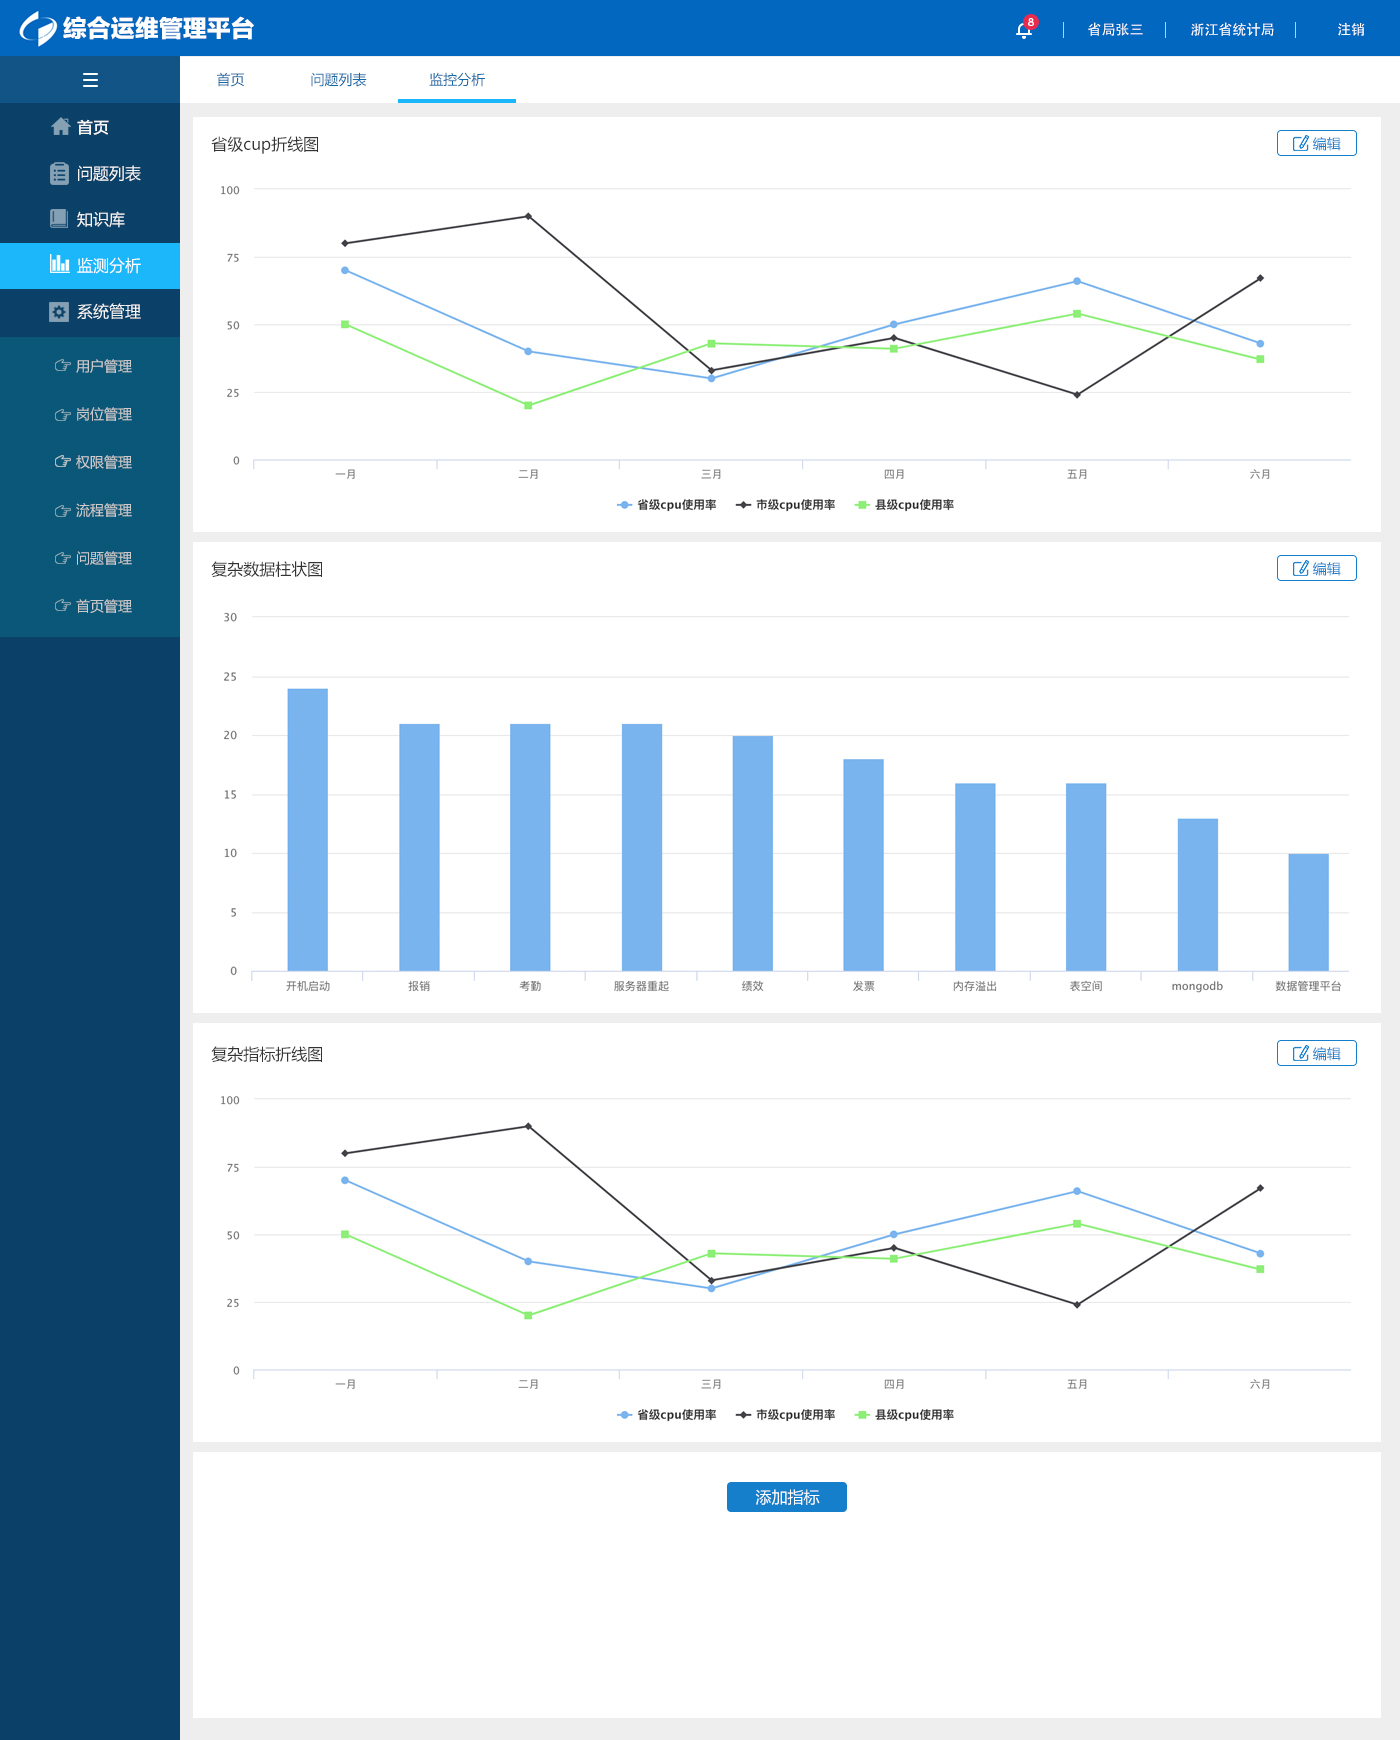 综合运维管理平台
8
省局张三
浙江省统计局
注销
首页
问题列表
监控分析
首页
问题列表
知识库
监测分析
系统管理
用户管理
岗位管理
权限管理
流程管理
问题管理
首页管理
省级cup折线图
编辑
100
75
50
25
0
一月 二月 三月 四月 五月 六月
省级cpu使用率 市级cpu使用率 县级cpu使用率
复杂数据柱状图
编辑
30
25
20
15
10
5
0
开机启动 报销 考勤 服务器重起 绩效 发票 内存溢出 表空间 mongodb 数据管理平台
复杂指标折线图
编辑
100
75
50
25
0
一月 二月 三月 四月 五月 六月
省级cpu使用率 市级cpu使用率 县级cpu使用率
添加指标